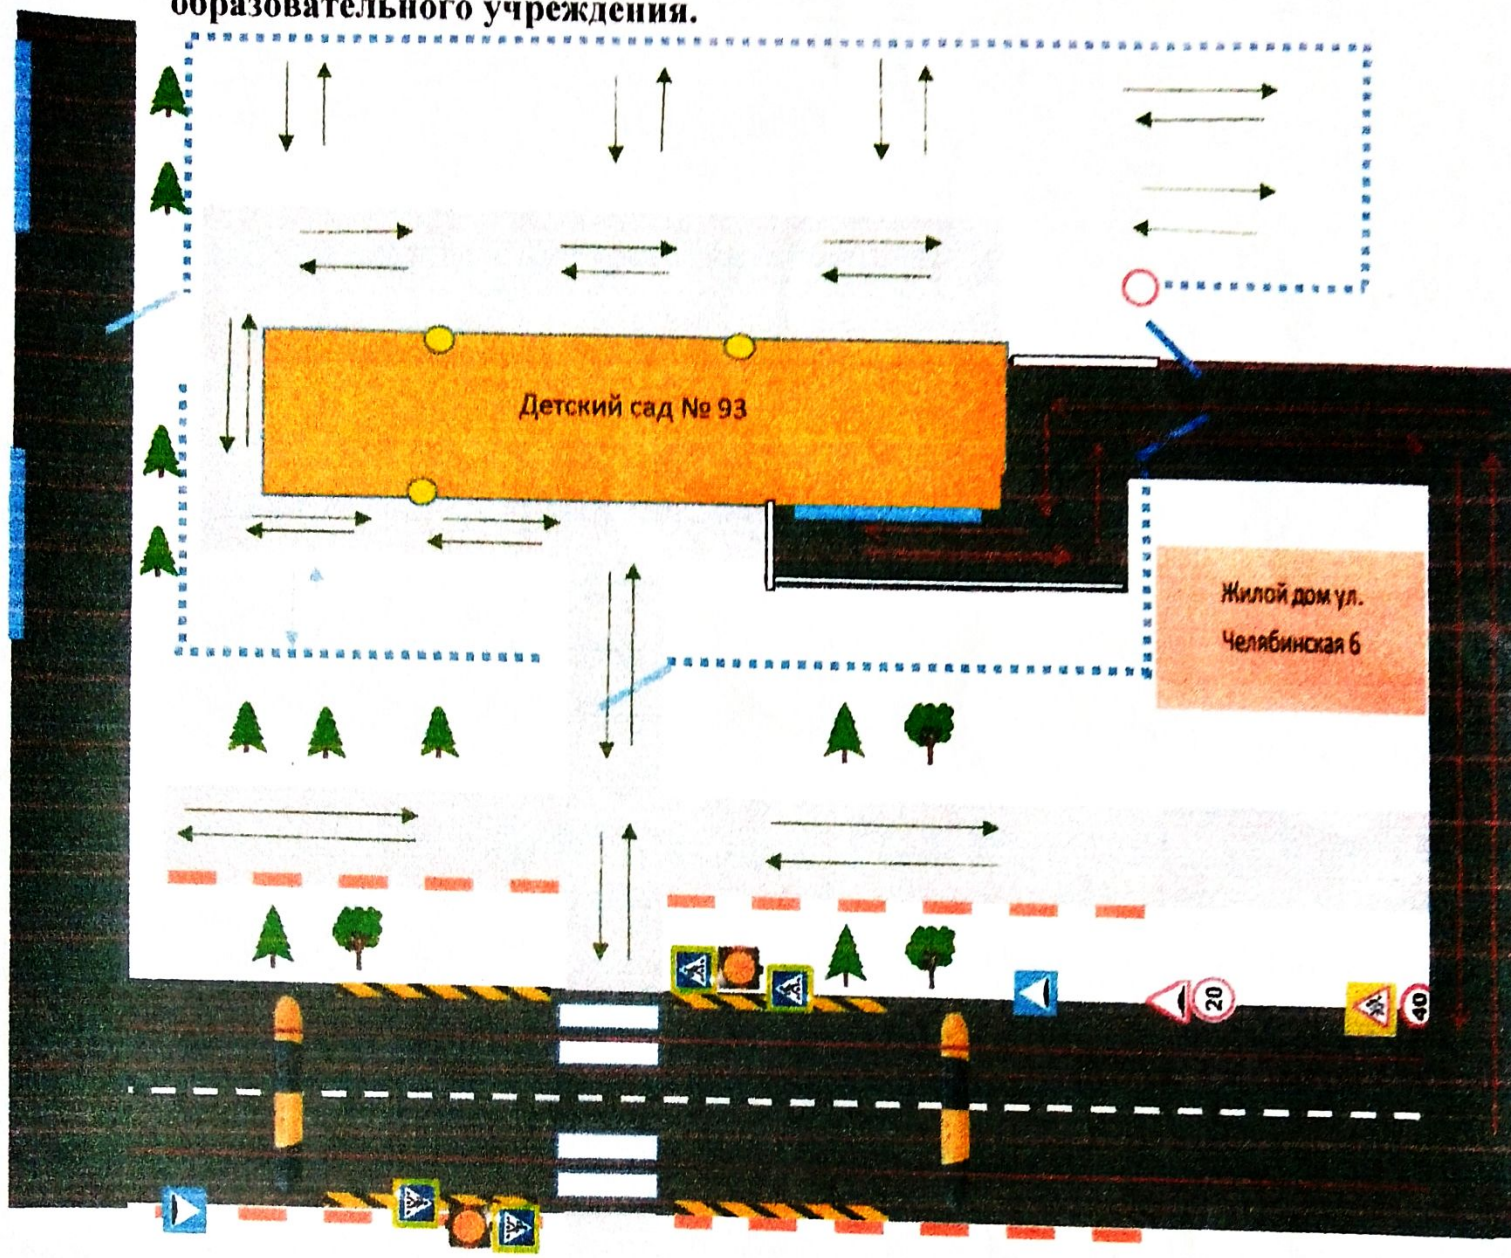 образовательного учреждения.
Детский сад № 93
Жилой дом ул.
Челябинская 6
20
40